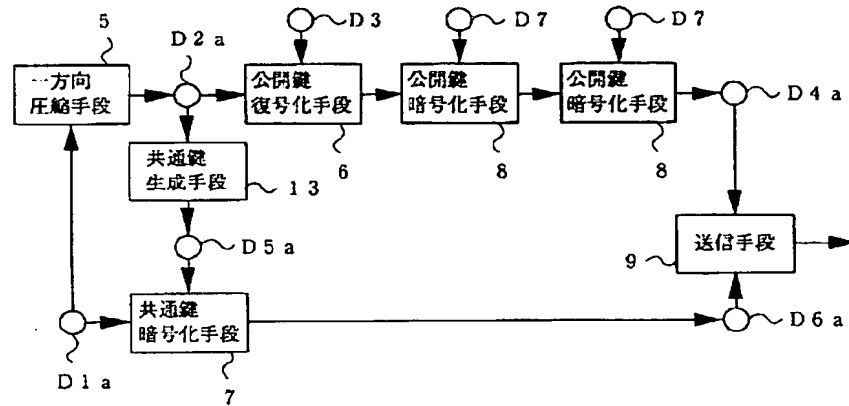 5
D2a
D3
D7
D7
一方向
圧縮手段
公開鍵
復号化手段
公開鍵
暗号化手段
公開鍵
暗号化手段
D4a
6
8
8
共通鍵
生成手段
13
D5a
送信手段
9
共通鍵
暗号化手段
D6a
D1a
7